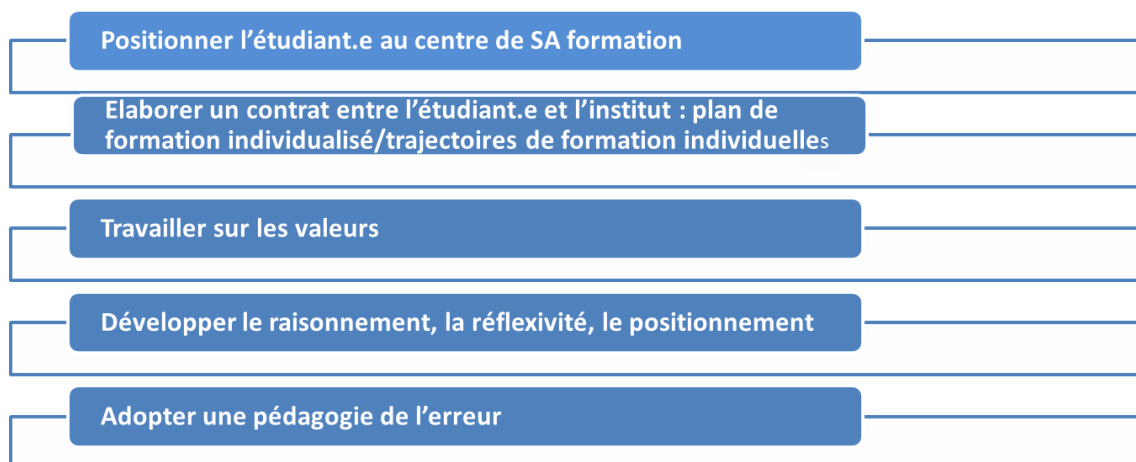 Positionner l’étudiant.e au centre de SA formation
Elaborer un contrat entre l’étudiant.e et l’institut : plan de
formation individualisé/trajectoires de formation individuelles
Travailler sur les valeurs
Développer le raisonnement, la réflexivité, le positionnement
Adopter une pédagogie de l’erreur